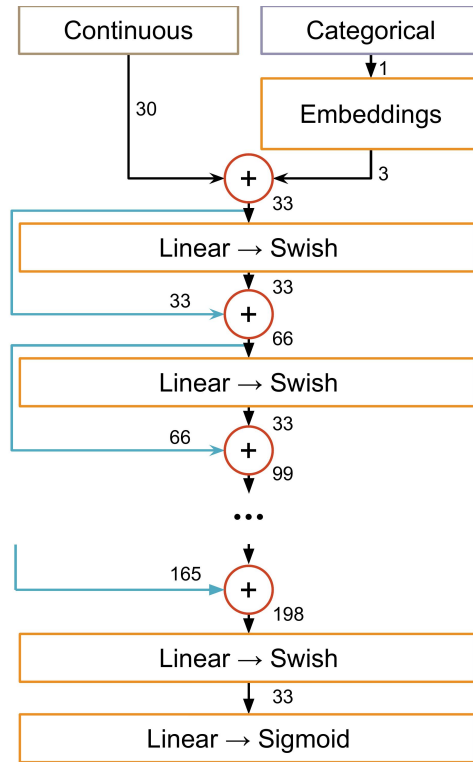 Continuous
Categorical
1
30
Embeddings
3
+
33
Linear → Swish
33
33
+
66
Linear → Swish
33
66
+
99
...
165
+
198
Linear → Swish
33
Linear → Sigmoid